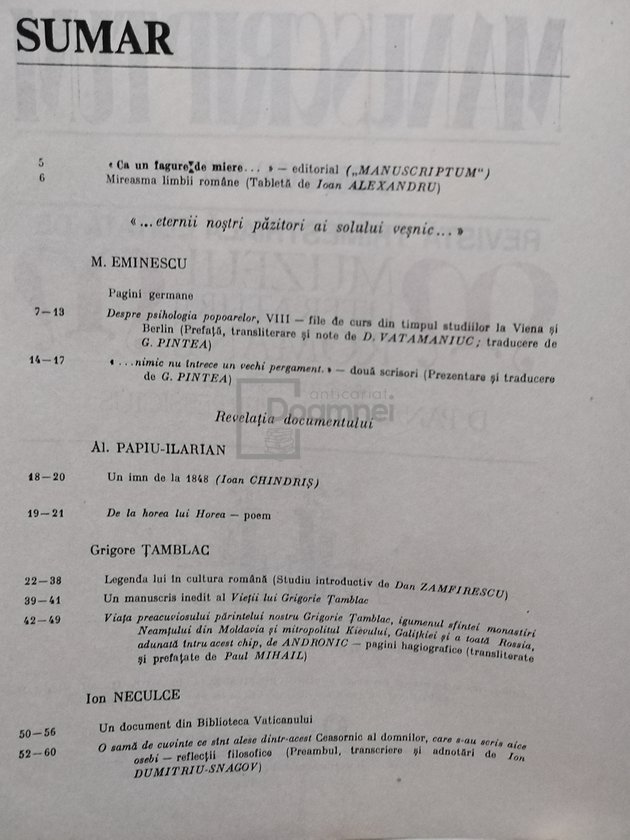 SUMAR
5 « Ca un fagure de miere... » — editorial („MANUSCRIPTUM")
6 Mireasma limbii române (Tabletă de Ioan ALEXANDRU)
« ...eternii noștri păzitori ai solului veșnic... »
M. EMINESCU
Pagini germane
7—13 Despre psihologia popoarelor, VIII — file de curs din timpul studiilor la Viena și
Berlin (Prefață, transliterare și note de D. VATAMANIUC; traducere de
G. PINTEA)
14—17 « ...nimic nu întrece un vechi pergament. » — două scrisori (Prezentare și traducere
de G. PINTEA)
anticariat
Doamnei
Revelația documentului
Al. PAPIU-ILARIAN
18—20 Un imn de la 1848 (Ioan CHINDRIȘ)
19—21 De la horea lui Horea — poem
Grigore ȚAMBLAC
22—38 Legenda lui în cultura română (Studiu introductiv de Dan ZAMFIRESCU)
39—41 Un manuscris inedit al Vieții lui Grigorie Țamblac
42—49 Viața preacuviosului părintelui nostru Grigorie Țamblac, igumenul sfintei monastiri
Neamțului din Moldavia și mitropolitul Kievului, Galițkiei și a toată Rossia,
adunată întru acest chip, de ANDRONIC — pagini hagiografice (transliterate
și prefațate de Paul MIHAIL)
Ion NECULCE
50—56 Un document din Biblioteca Vaticanului
52—60 O samă de cuvinte ce sînt alese dintr-acest Ceasornic al domnilor, care s-au scris aice
osebi — reflecții filosofice (Preambul, transcriere și adnotări de Ion
DUMITRIU-SNAGOV)